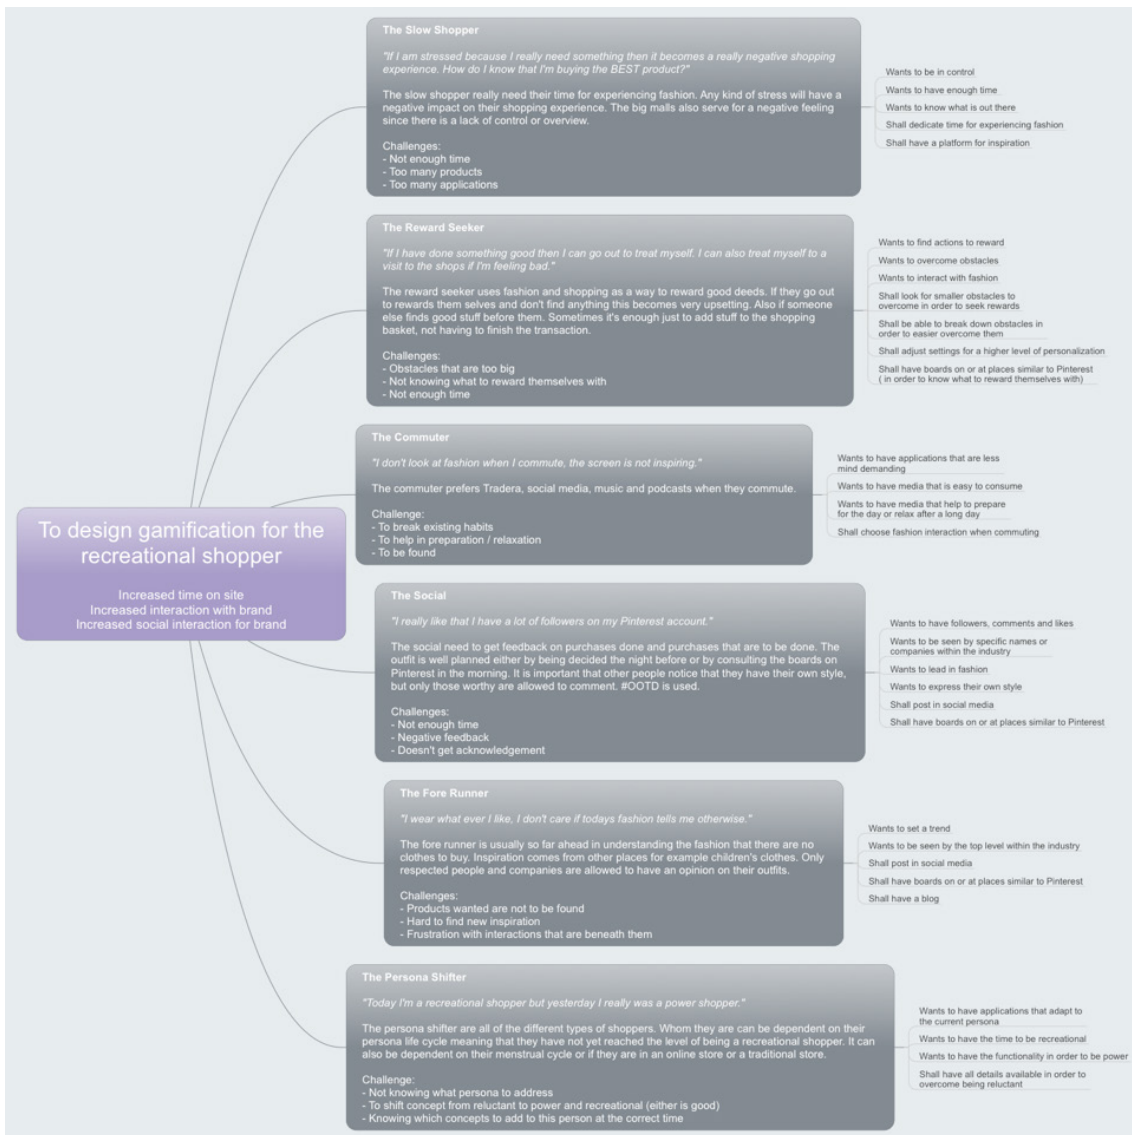 To design gamification for the
recreational shopper
Increased time on site
Increased interaction with brand
Increased social interaction for brand
The Slow Shopper
"If I am stressed because I really need something then it becomes a really negative shopping
experience. How do I know that I'm buying the BEST product?"
The slow shopper really need their time for experiencing fashion. Any kind of stress will have a
negative impact on their shopping experience. The big malls also serve for a negative feeling
since there is a lack of control or overview.
Challenges:
- Not enough time
- Too many products
- Too many applications
Wants to be in control
Wants to have enough time
Wants to know what is out there
Shall dedicate time for experiencing fashion
Shall have a platform for inspiration
The Reward Seeker
"If I have done something good then I can go out to treat myself. I can also treat myself to a
visit to the shops if I'm feeling bad."
The reward seeker uses fashion and shopping as a way to reward good deeds. If they go out
to rewards them selves and don't find anything this becomes very upsetting. Also if someone
else finds good stuff before them. Sometimes it's enough just to add stuff to the shopping
basket, not having to finish the transaction.
Challenges:
- Obstacles that are too big
- Not knowing what to reward themselves with
- Not enough time
Wants to find actions to reward
Wants to overcome obstacles
Wants to interact with fashion
Shall look for smaller obstacles to
overcome in order to seek rewards
Shall be able to break down obstacles in
order to easier overcome them
Shall adjust settings for a higher level of personalization
Shall have boards on or at places similar to Pinterest
( in order to know what to reward themselves with)
The Commuter
"I don't look at fashion when I commute, the screen is not inspiring."
The commuter prefers Tradera, social media, music and podcasts when they commute.
Challenge:
- To break existing habits
- To help in preparation / relaxation
- To be found
Wants to have applications that are less
mind demanding
Wants to have media that is easy to consume
Wants to have media that help to prepare
for the day or relax after a long day
Shall choose fashion interaction when commuting
The Social
"I really like that I have a lot of followers on my Pinterest account."
The social need to get feedback on purchases done and purchases that are to be done. The
outfit is well planned either by being decided the night before or by consulting the boards on
Pinterest in the morning. It is important that other people notice that they have their own style,
but only those worthy are allowed to comment. #OOTD is used.
Challenges:
- Not enough time
- Negative feedback
- Doesn't get acknowledgement
Wants to have followers, comments and likes
Wants to be seen by specific names or
companies within the industry
Wants to lead in fashion
Wants to express their own style
Shall post in social media
Shall have boards on or at places similar to Pinterest
The Fore Runner
"I wear what ever I like, I don't care if todays fashion tells me otherwise."
The fore runner is usually so far ahead in understanding the fashion that there are no
clothes to buy. Inspiration comes from other places for example children's clothes. Only
respected people and companies are allowed to have an opinion on their outfits.
Challenges:
- Products wanted are not to be found
- Hard to find new inspiration
- Frustration with interactions that are beneath them
Wants to set a trend
Wants to be seen by the top level within the industry
Shall post in social media
Shall have boards on or at places similar to Pinterest
Shall have a blog
The Persona Shifter
"Today I'm a recreational shopper but yesterday I really was a power shopper."
The persona shifter are all of the different types of shoppers. Whom they are can be dependent on their
persona life cycle meaning that they have not yet reached the level of being a recreational shopper. It can
also be dependent on their menstrual cycle or if they are in an online store or a traditional store.
Challenge:
- Not knowing what persona to address
- To shift concept from reluctant to power and recreational (either is good)
- Knowing which concepts to add to this person at the correct time
Wants to have applications that adapt to
the current persona
Wants to have the time to be recreational
Wants to have the functionality in order to be power
Shall have all details available in order to
overcome being reluctant